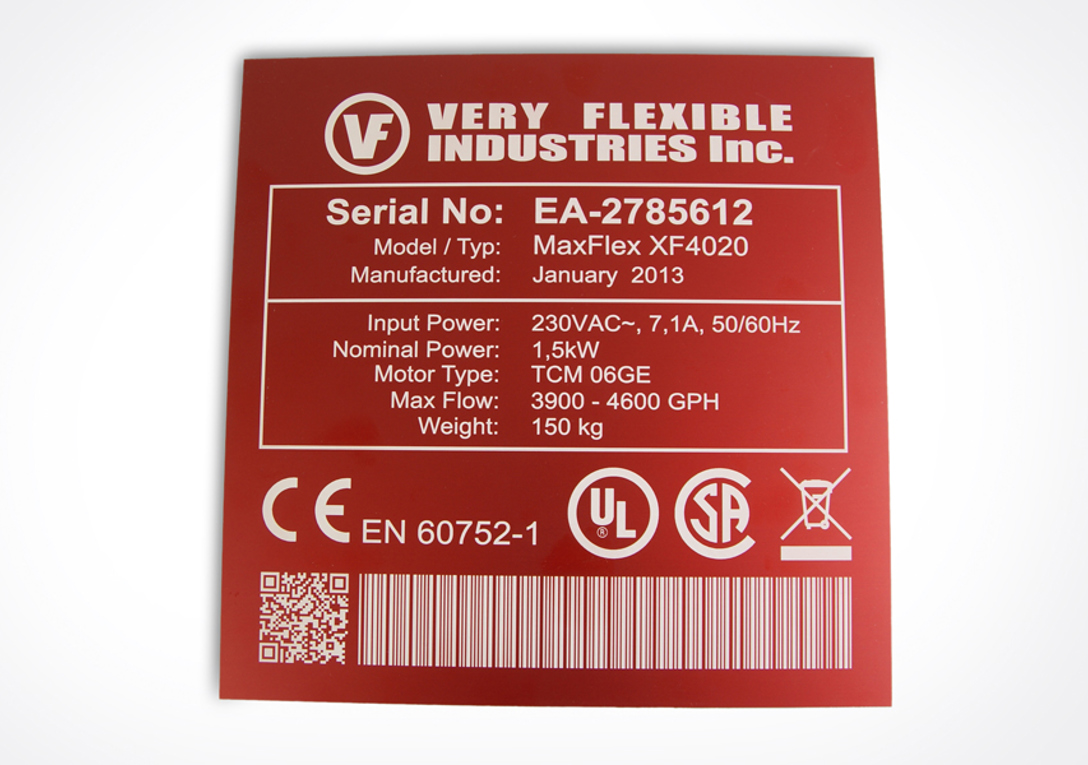 VF
VERY FLEXIBLE
INDUSTRIES Inc.
Serial No: EA-2785612
Model / Typ: MaxFlex XF4020
Manufactured: January 2013
Input Power: 230VAC~, 7,1A, 50/60Hz
Nominal Power: 1,5kW
Motor Type: TCM 06GE
Max Flow: 3900 - 4600 GPH
Weight: 150 kg
CE EN 60752-1 UL ® SA